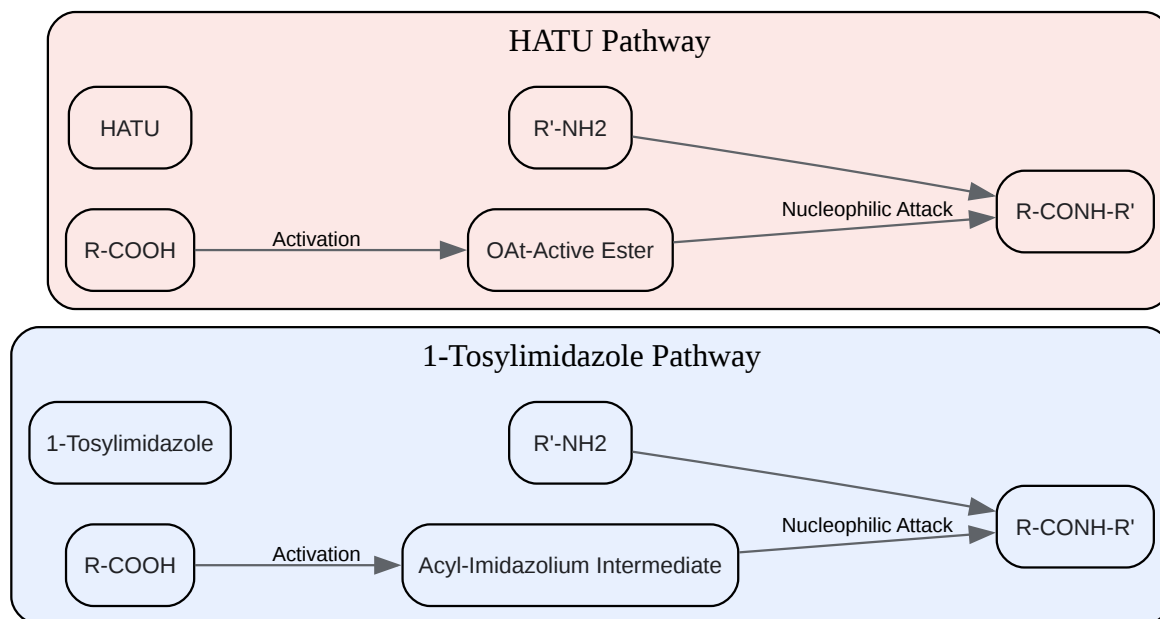 HATU Pathway
HATU
R'-NH2
R-CONH-R'
Nucleophilic Attack
R-COOH
Activation
OAt-Active Ester
1-Tosylimidazole Pathway
1-Tosylimidazole
R'-NH2
R-CONH-R'
Nucleophilic Attack
R-COOH
Activation
Acyl-Imidazolium Intermediate